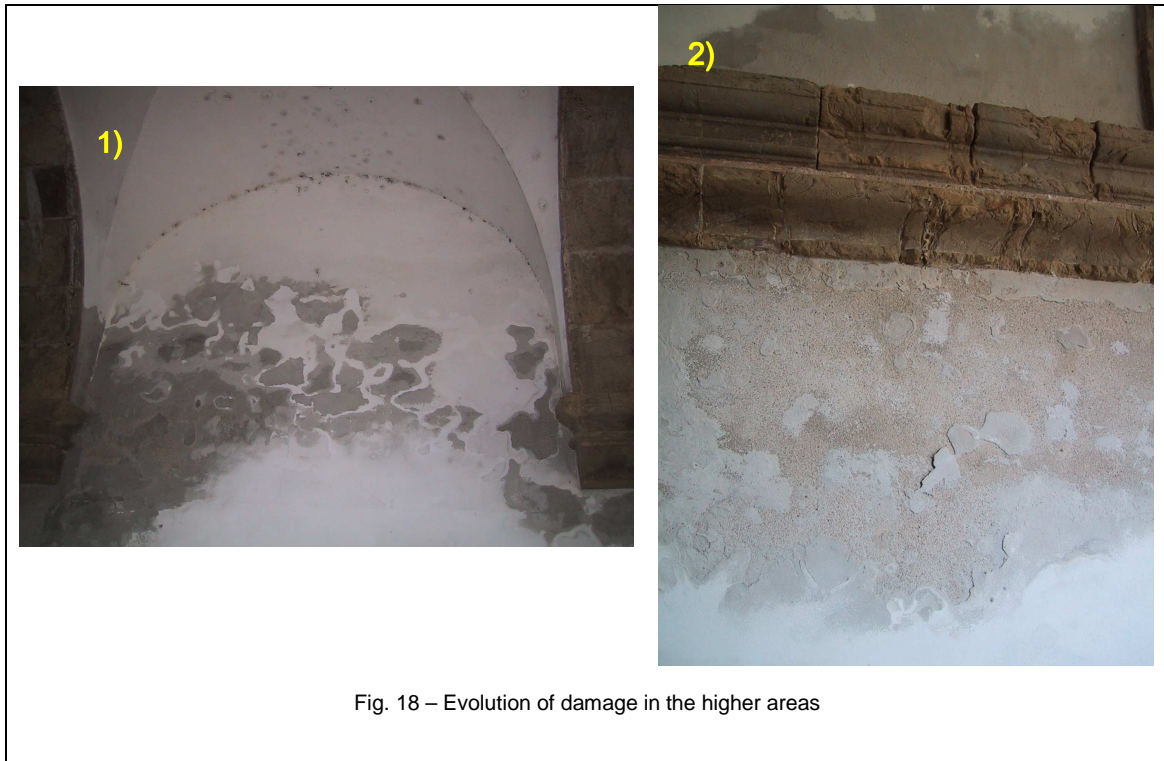 1)
2)
Fig. 18 – Evolution of damage in the higher areas